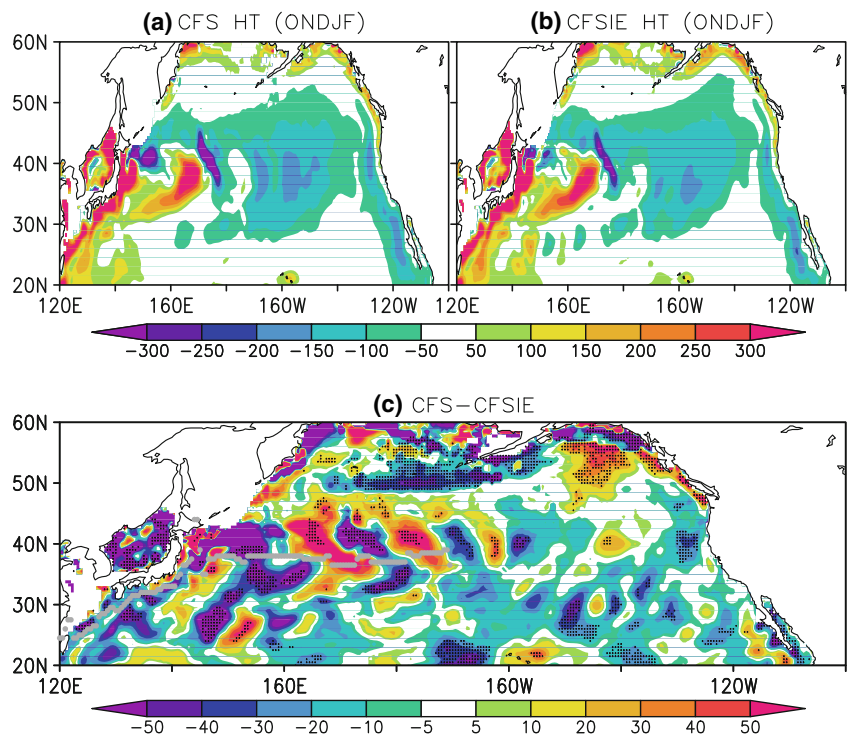 (a) CFS HT (ONDJF) (b) CFSIE HT (ONDJF)
60N
50N
40N
30N
20N
120E 160E 160W 120W 120E 160E 160W 120W
-300 -250 -200 -150 -100 -50 50 100 150 200 250 300
(c) CFS-CFSIE
60N
50N
40N
30N
20N
120E 160E 160W 120W
-50 -40 -30 -20 -10 -5 5 10 20 30 40 50